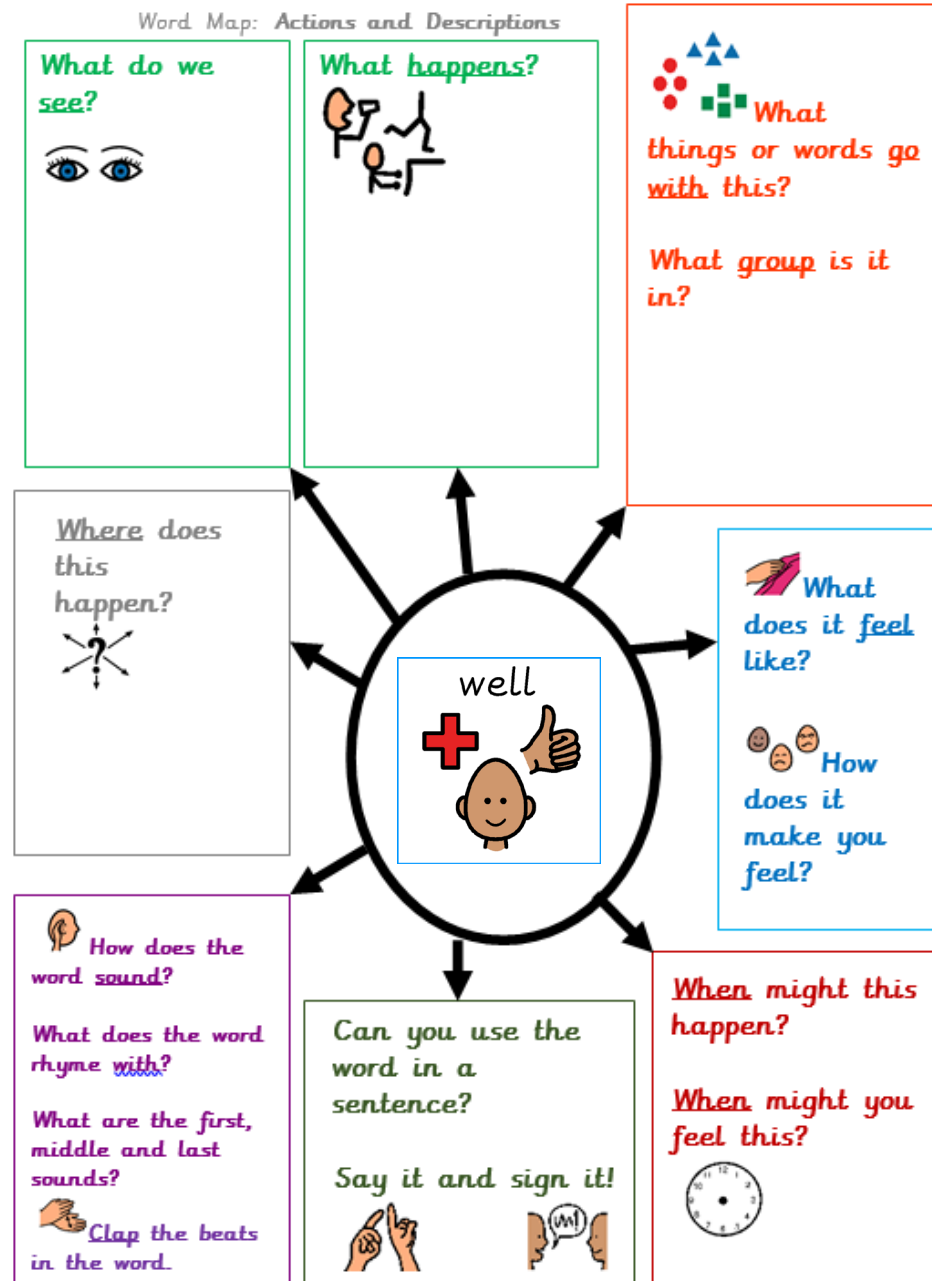 Word Map: Actions and Descriptions
What do we
see?
What happens?
What
things or words go
with this?
What group is it
in?
Where does
this
happen?
What
does it feel
like?
How
does it
make you
feel?
well
How does the
word sound?
What does the word
rhyme with?
What are the first,
middle and last
sounds?
Clap the beats
in the word.
Can you use the
word in a
sentence?
Say it and sign it!
When might this
happen?
When might you
feel this?